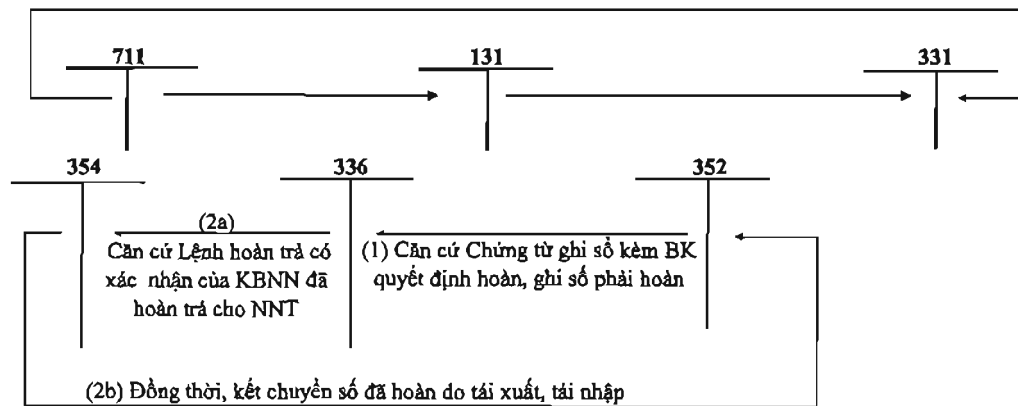 711
131
331
354
336
352
(2a)
Căn cứ Lệnh hoàn trả có
xác nhận của KBNN đã
hoàn trả cho NNT
(1) Căn cứ Chứng từ ghi sổ kèm BK
quyết định hoàn, ghi số phải hoàn
(2b) Đồng thời, kết chuyển số đã hoàn do tái xuất, tái nhập